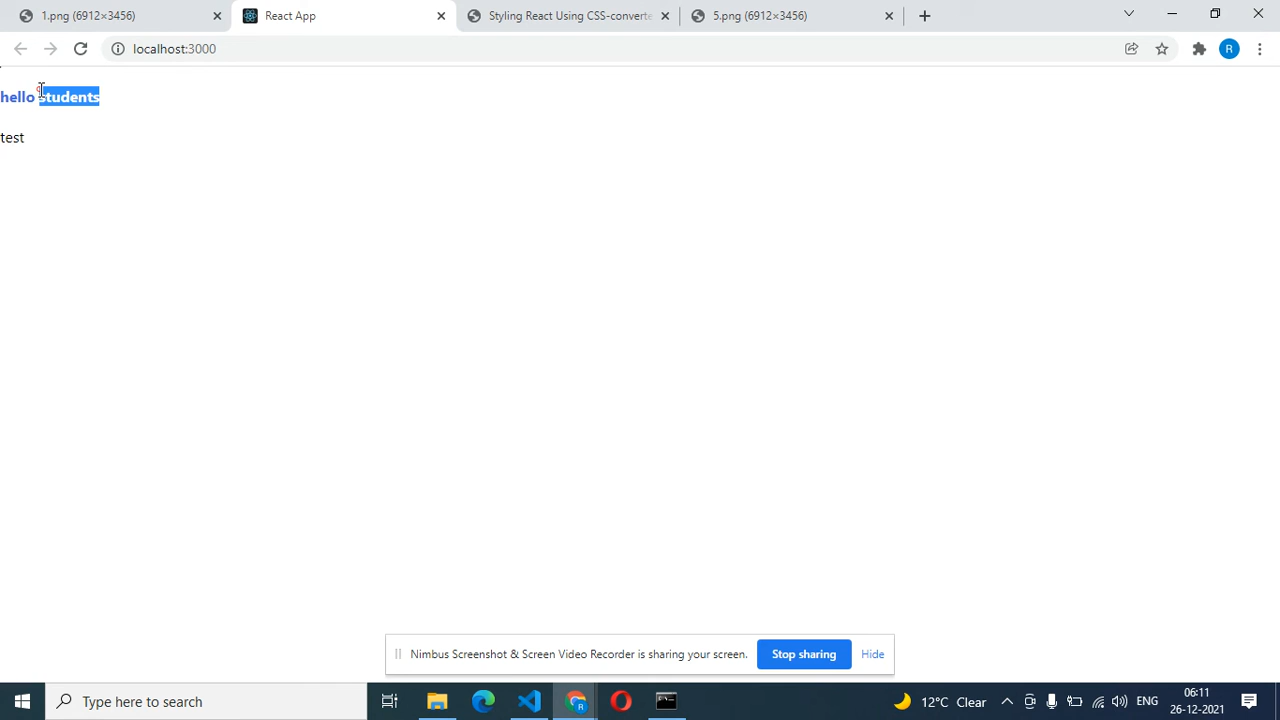 1.png (6912×3456)
React App
Styling React Using CSS-converte
5.png (6912×3456)
localhost:3000
R
hello students
test
Nimbus Screenshot & Screen Video Recorder is sharing your screen.
Stop sharing
Hide
Type here to search
R
12°C Clear
ENG
06:11
26-12-2021